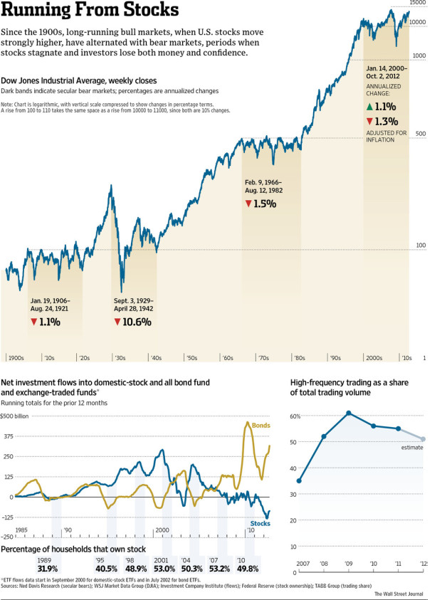 Running From Stocks
Since the 1900s, long-running bull markets, when U.S. stocks move
strongly higher, have alternated with bear markets, periods when
stocks stagnate and investors lose both money and confidence.
Dow Jones Industrial Average, weekly closes
Dark bands indicate secular bear markets; percentages are annualized changes
Note: Chart is logarithmic, with vertical scale compressed to show changes in percentage terms.
A rise from 100 to 110 takes the same space as a rise from 10000 to 11000, since both are 10% changes.
15000
10000
1000
500
100
1
Jan. 14, 2000–
Oct. 2, 2012
ANNUALIZED
CHANGE:
▲ 1.1%
▼ 1.3%
ADJUSTED FOR
INFLATION
Feb. 9, 1966–
Aug. 12, 1982
▼ 1.5%
Jan. 19, 1906–
Aug. 24, 1921
▼ 1.1%
Sept. 3, 1929–
April 28, 1942
▼ 10.6%
1900s '10s '20s '30s '40s '50s '60s '70s '80s '90s 2000s '10s
Net investment flows into domestic-stock and all bond fund
and exchange-traded funds*
Running totals for the prior 12 months
$500 billion
375
250
125
0
-125
-250
Bonds
Stocks
1985 '90 2000 '10
Percentage of households that own stock
1989 '95 '98 2001 '04 '07 '10
31.9% 40.5% 48.9% 53.0% 50.3% 53.2% 49.8%
High-frequency trading as a share
of total trading volume
60%
50
40
30
20
10
0
estimate
2007 '08 '09 '10 '11 '12
*ETF flows data start in September 2000 for domestic-stock ETFs and in July 2002 for bond ETFs.
Sources: Ned Davis Research (secular bears); WSJ Market Data Group (DJIA); Investment Company Institute (flows); Federal Reserve (stock ownership); TABB Group (trading share)
The Wall Street Journal